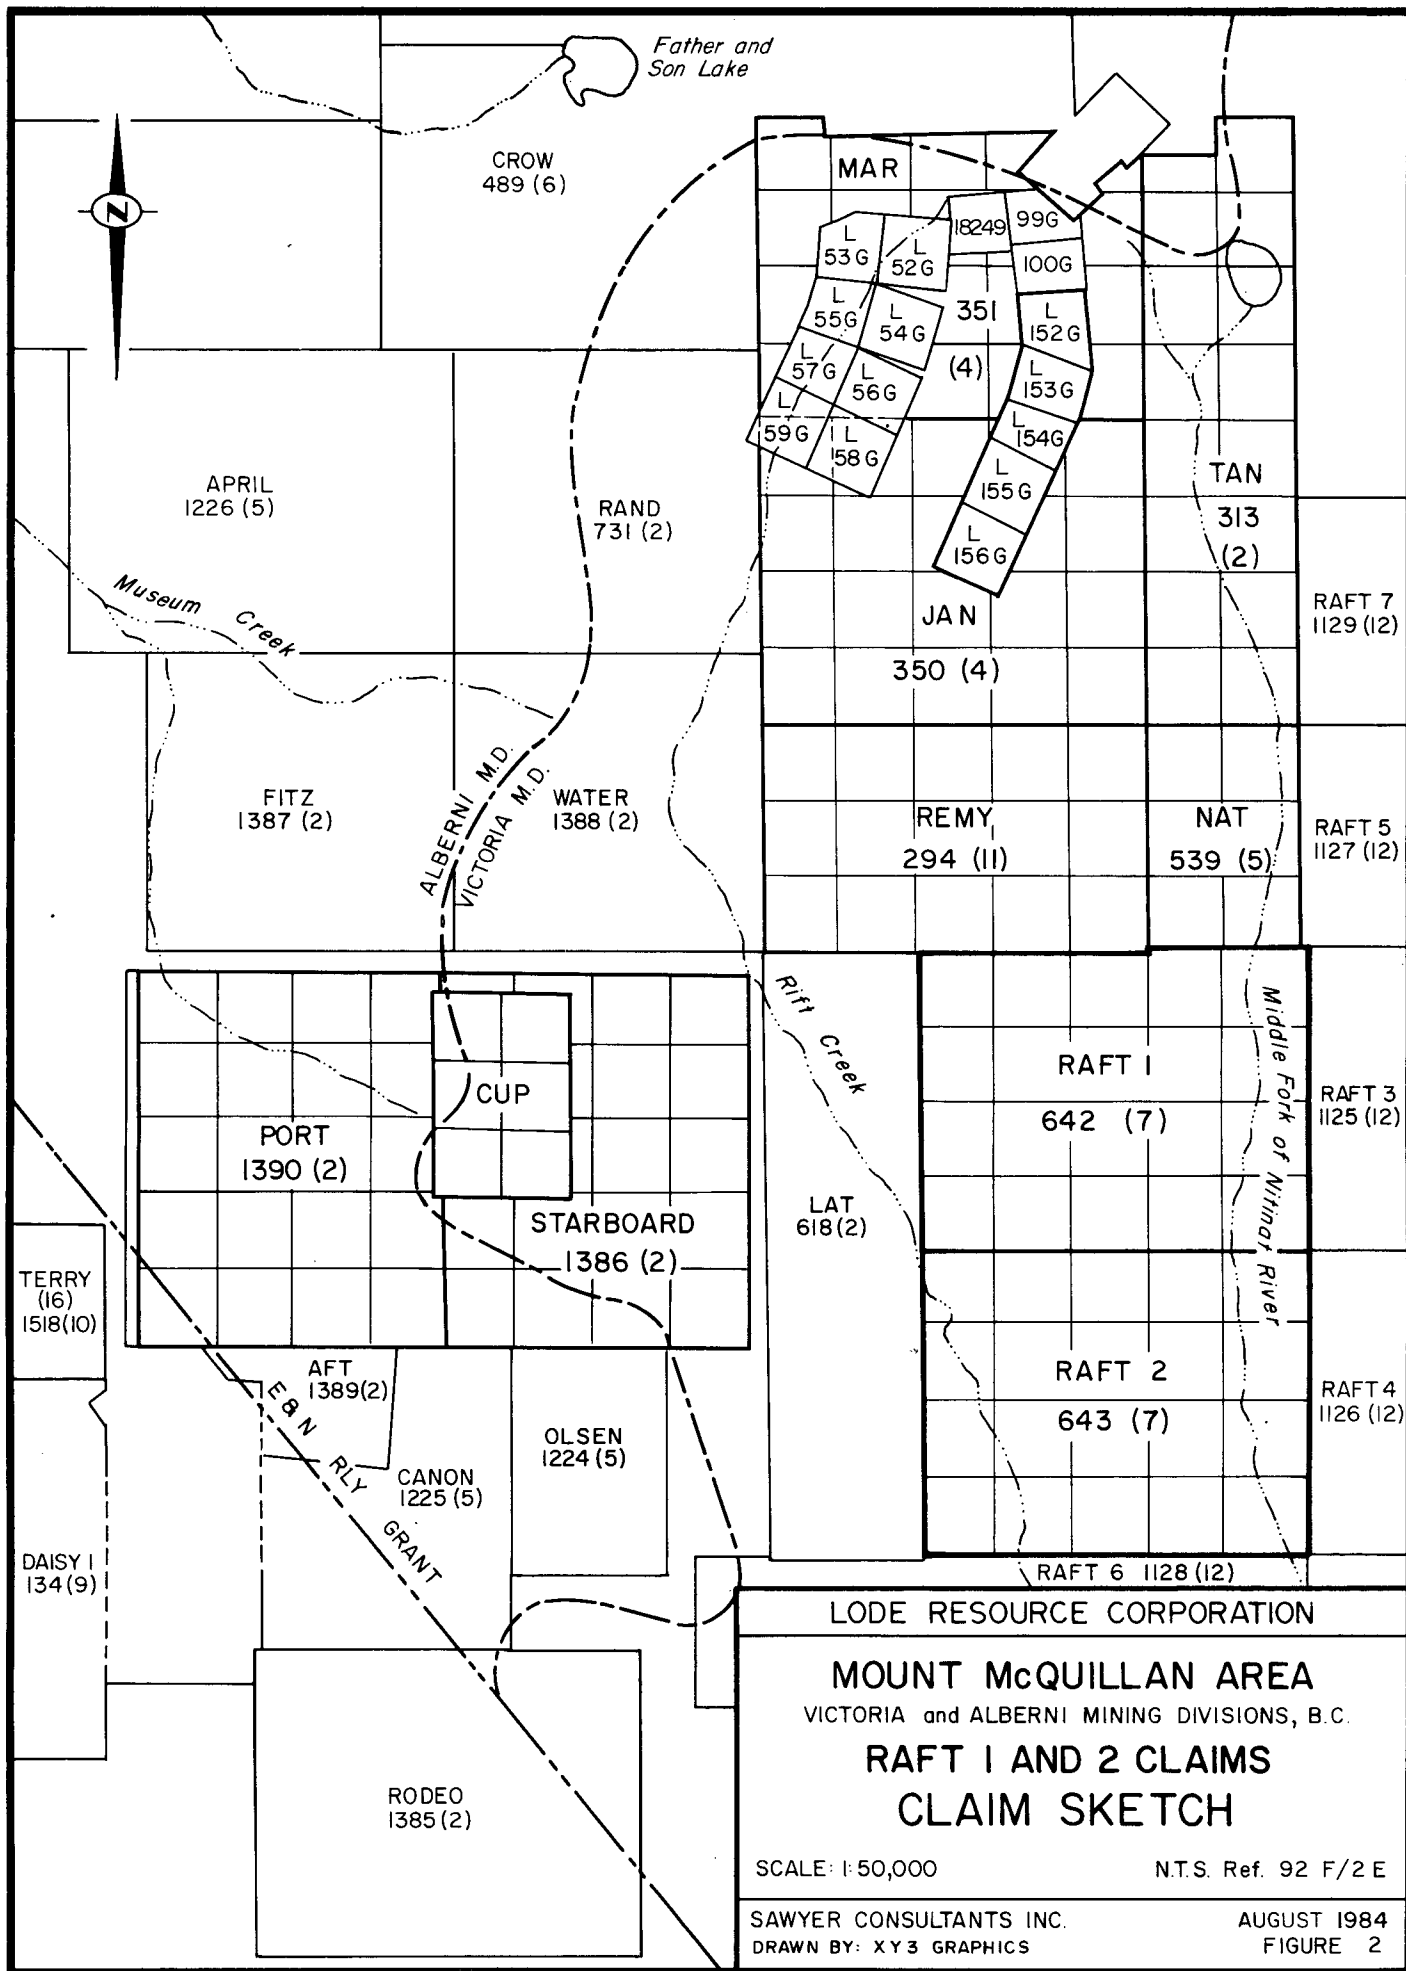 Father and
Son Lake
CROW
489 (6)
MAR
18249
99G
L
53G
L
52G
100G
351
(4)
L
55G
L
54G
L
152G
L
57G
L
56G
L
153G
L
59G
L
58G
L
154G
L
155G
L
156G
N
APRIL
1226 (5)
RAND
731 (2)
TAN
313
(2)
Museum Creek
JAN
350 (4)
RAFT 7
1129 (12)
FITZ
1387 (2)
ALBERNI M.D.
VICTORIA M.D.
WATER
1388 (2)
REMY
294 (11)
NAT
539 (5)
RAFT 5
1127 (12)
Rift Creek
Middle Fork of Nitinat River
CUP
PORT
1390 (2)
RAFT 1
642 (7)
RAFT 3
1125 (12)
STARBOARD
1386 (2)
LAT
618(2)
TERRY
(16)
1518(10)
AFT
1389(2)
E&N RLY GRANT
OLSEN
1224(5)
CANON
1225(5)
RAFT 2
643 (7)
RAFT 4
1126 (12)
DAISY 1
134(9)
RAFT 6 1128(12)
RODEO
1385(2)
LODE RESOURCE CORPORATION
MOUNT McQUILLAN AREA
VICTORIA and ALBERNI MINING DIVISIONS, B.C.
RAFT 1 AND 2 CLAIMS
CLAIM SKETCH
SCALE: 1:50,000 N.T.S. Ref. 92 F/2 E
SAWYER CONSULTANTS INC. AUGUST 1984
DRAWN BY: XY3 GRAPHICS FIGURE 2